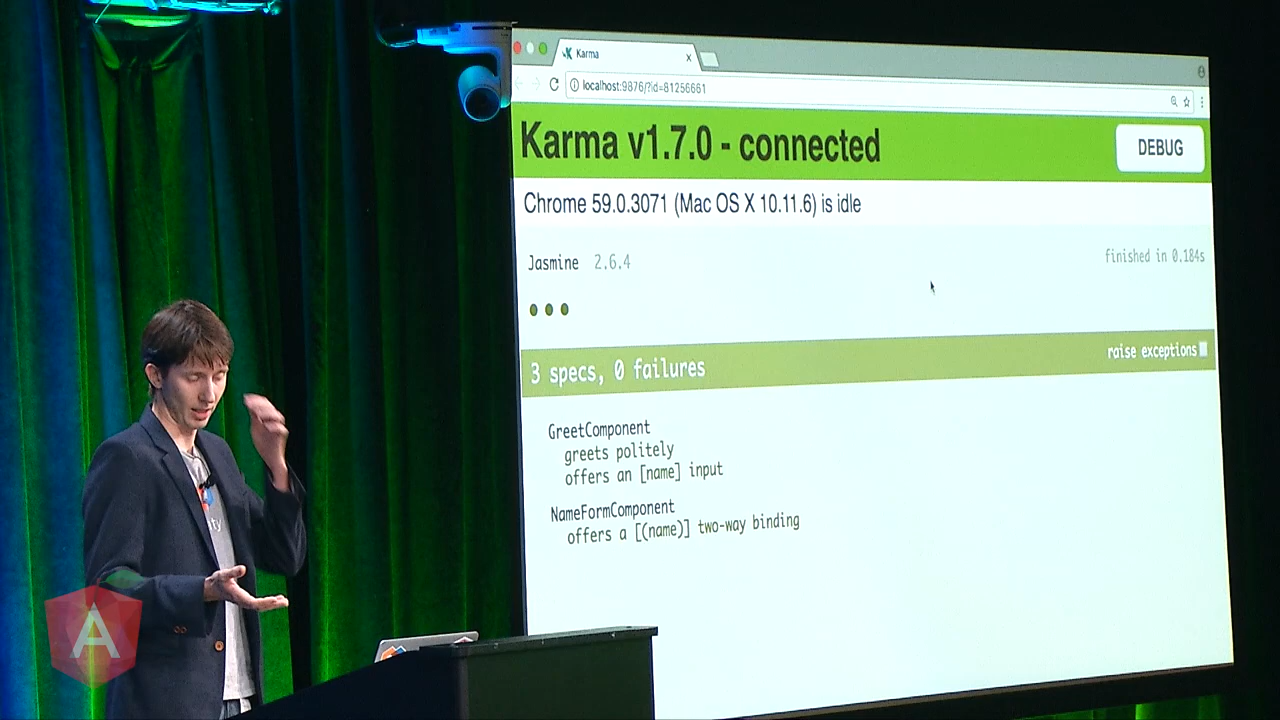 Karma
localhost:9876/?id=81256661
Karma v1.7.0 - connected
DEBUG
Chrome 59.0.3071 (Mac OS X 10.11.6) is idle
Jasmine 2.6.4
finished in 0.184s
3 specs, 0 failures
raise exceptions
GreetComponent
greets politely
offers an [name] input
NameFormComponent
offers a [(name)] two-way binding
A